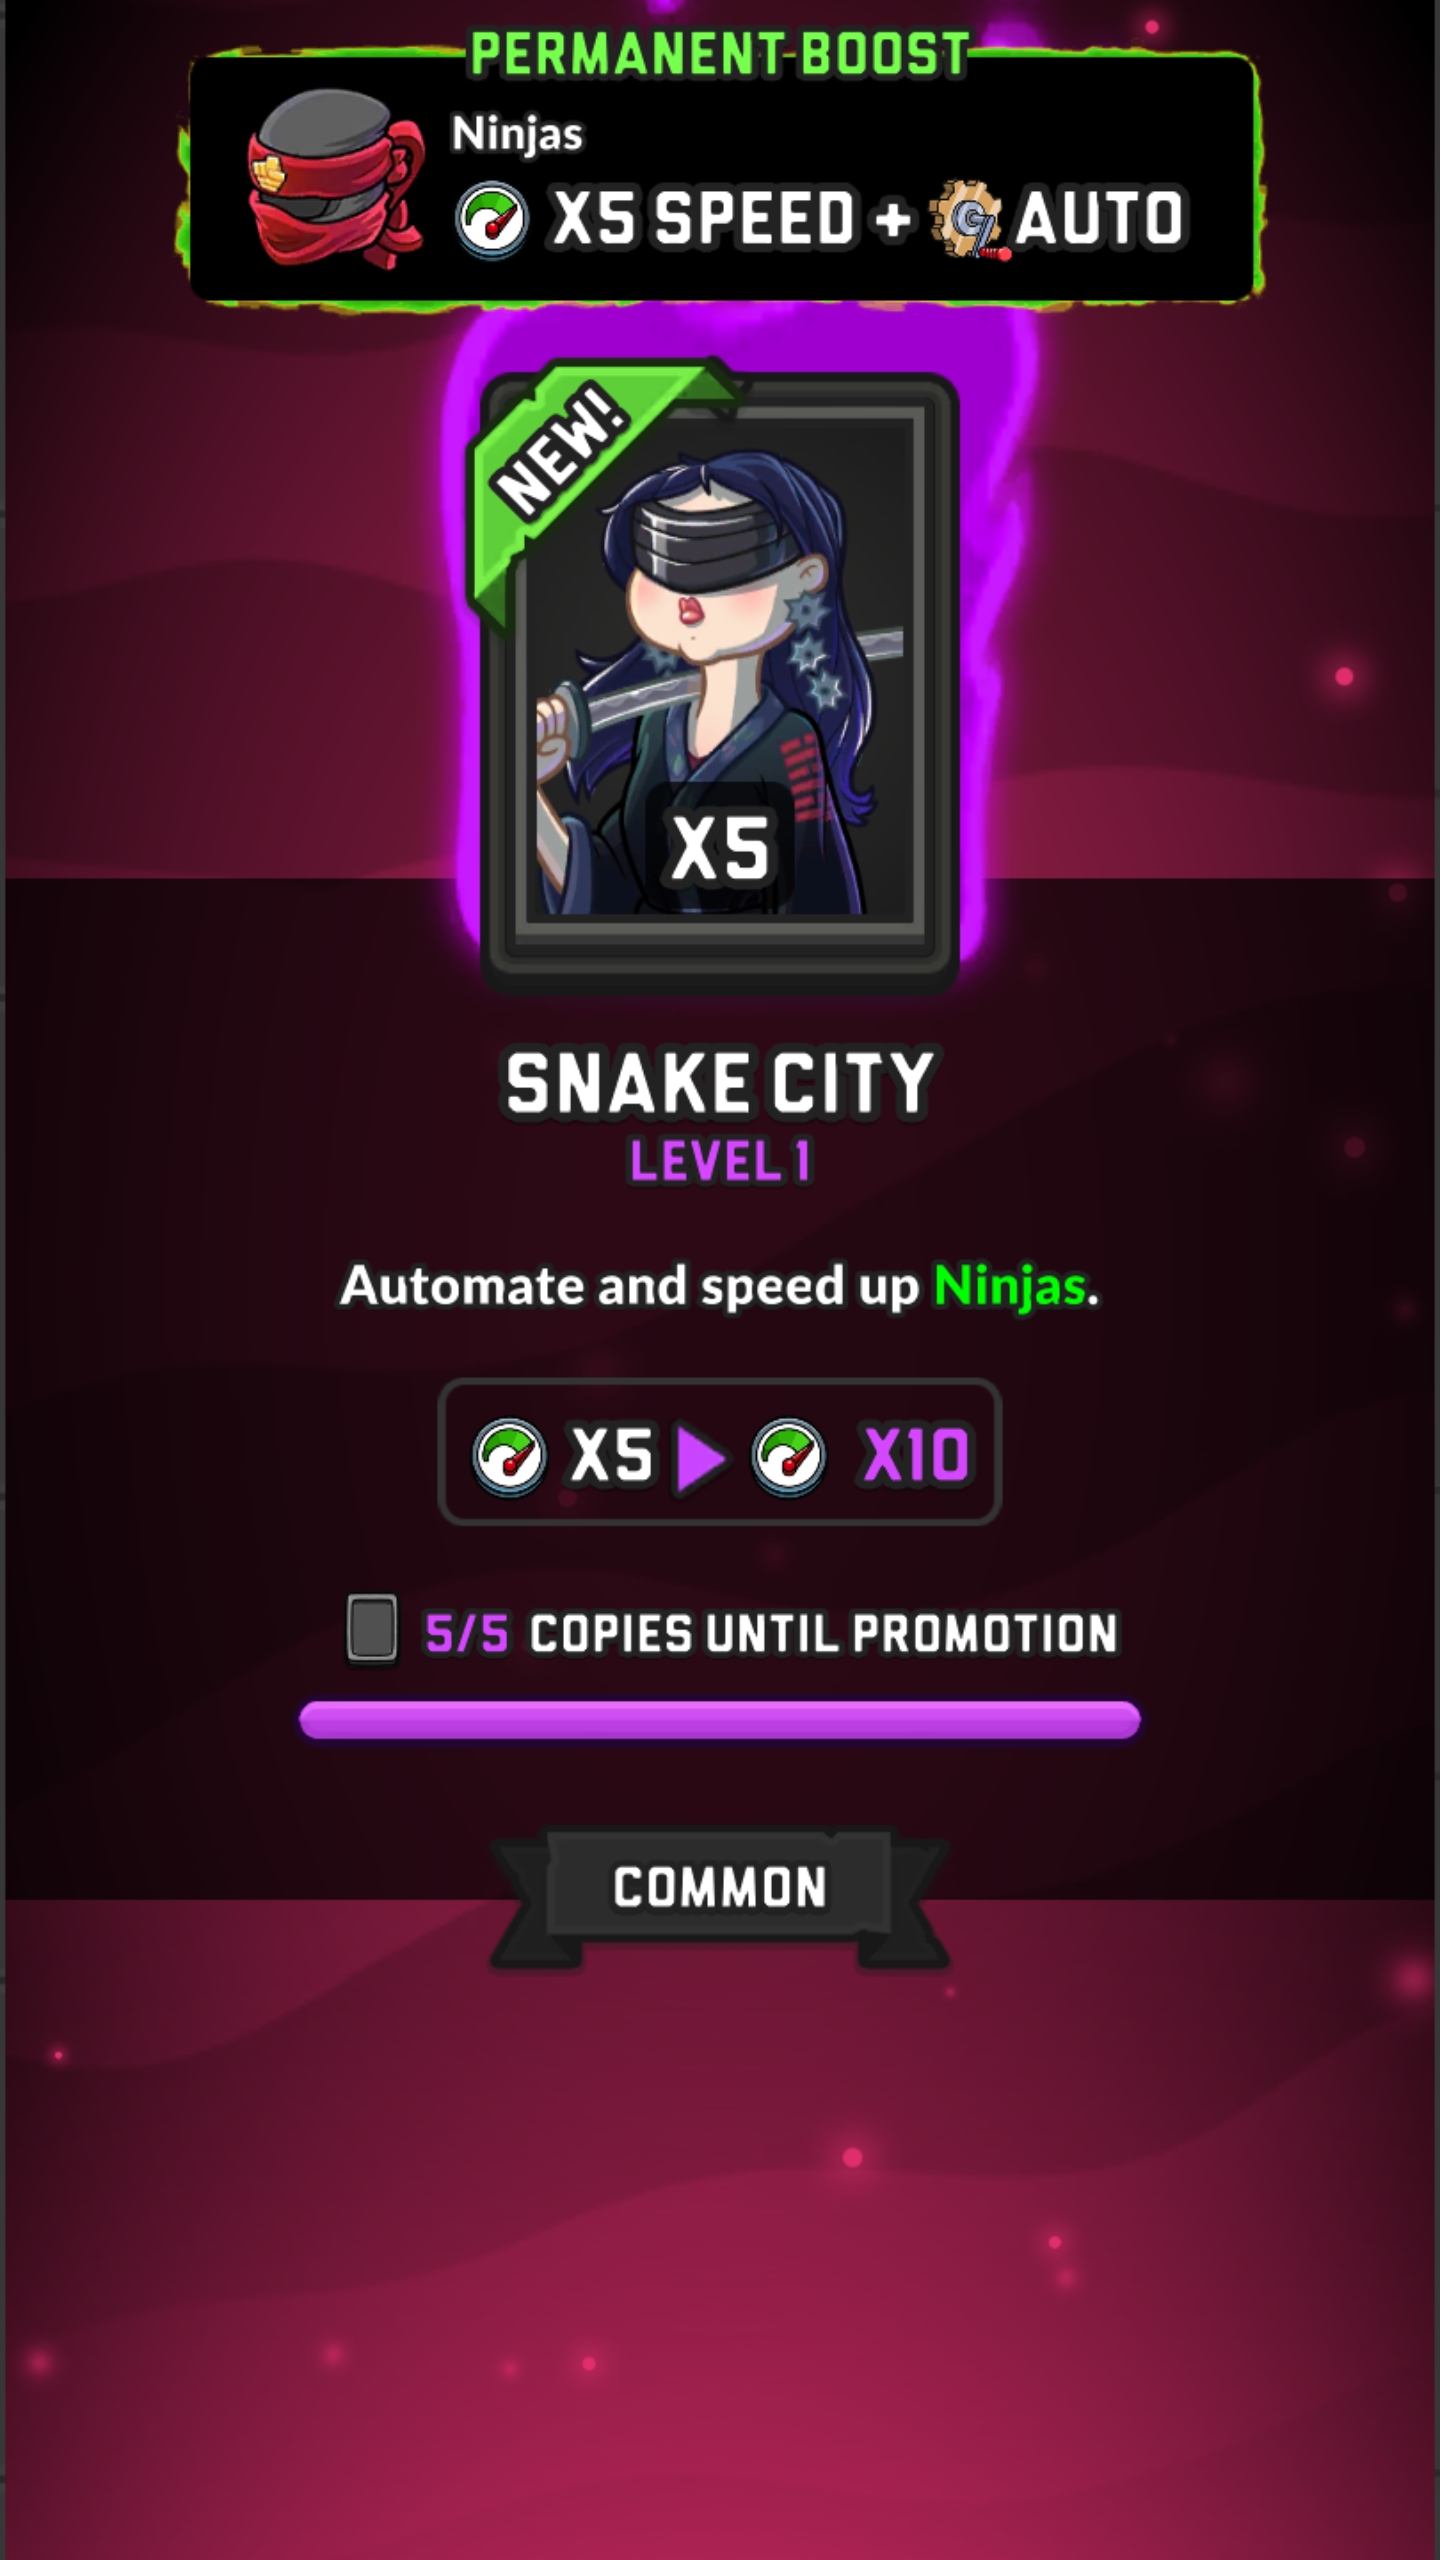 PERMANENT BOOST
Ninjas
X5 SPEED + AUTO
NEW!
X5
SNAKE CITY
LEVEL 1
Automate and speed up Ninjas.
X5 X10
5/5 COPIES UNTIL PROMOTION
COMMON